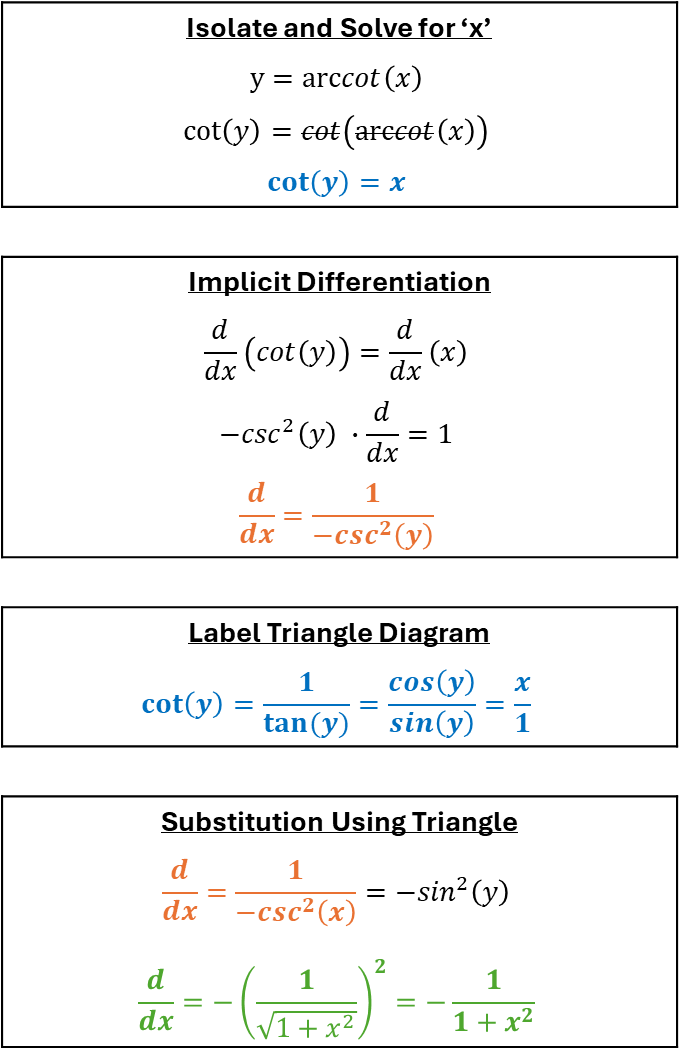 Isolate and Solve for ‘x’
y = arccot(x)
cot(y) = cot(arccot(x))
cot(y) = x
Implicit Differentiation
d/dx (cot(y)) = d/dx (x)
−csc²(y) · d/dx = 1
d/dx = 1/−csc²(y)
Label Triangle Diagram
cot(y) = 1/tan(y) = cos(y)/sin(y) = x/1
Substitution Using Triangle
d/dx = 1/−csc²(x) = −sin²(y)
d/dx = −(1/√(1 + x²))² = − 1/(1 + x²)